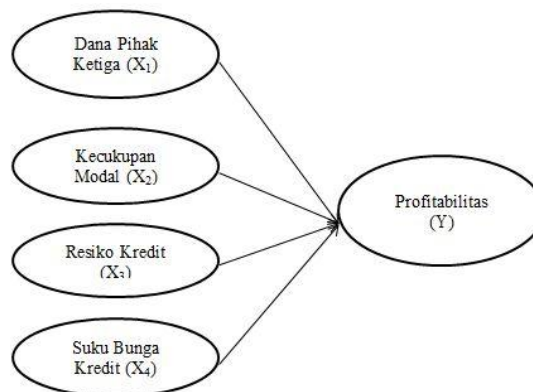 Dana Pihak
Ketiga (X₁)
Kecukupan
Modal (X₂)
Resiko Kredit
(X₃)
Suku Bunga
Kredit (X₄)
Profitabilitas
(Y)